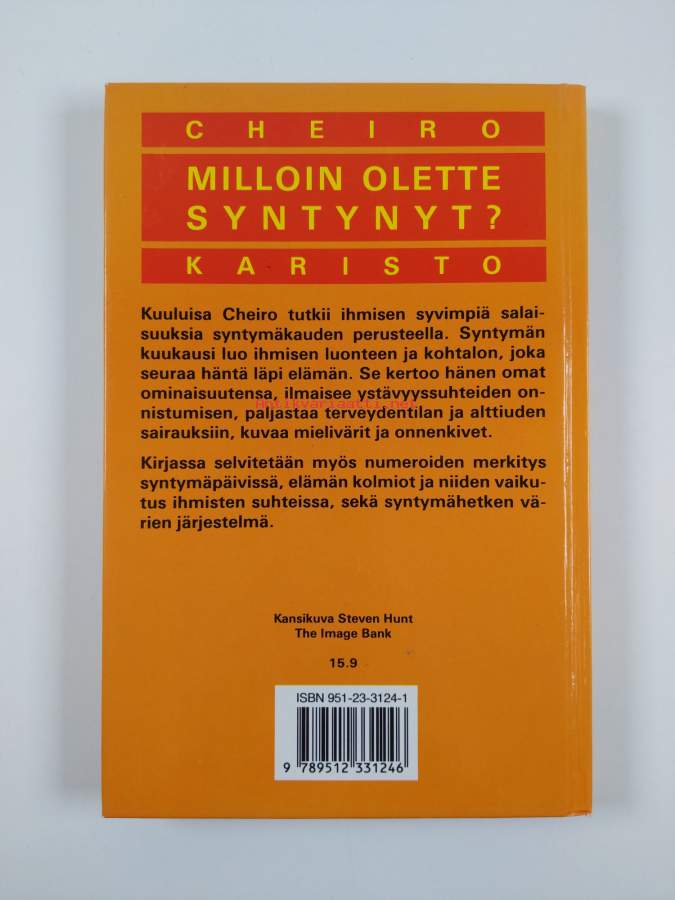 CHEIRO
MILLOIN OLETTE
SYNTYNYT?
KARISTO
Kuuluisa Cheiro tutkii ihmisen syvimpiä salai-
suuksia syntymäkauden perusteella. Syntymän
kuukausi luo ihmisen luonteen ja kohtalon, joka
seuraa häntä läpi elämän. Se kertoo hänen omat
ominaisuutensa, ilmaisee ystävyyssuhteiden on-
Antikvariaatti.net
nistumisen, paljastaa terveydentilan ja alttiuden
sairauksiin, kuvaa mielivärit ja onnenkivet.
Kirjassa selvitetään myös numeroiden merkitys
syntymäpäivissä, elämän kolmiot ja niiden vaiku-
tus ihmisten suhteissa, sekä syntymähetken vä-
rien järjestelmä.
Kansikuva Steven Hunt
The Image Bank
15.9
ISBN 951-23-3124-1
9 789512 331246